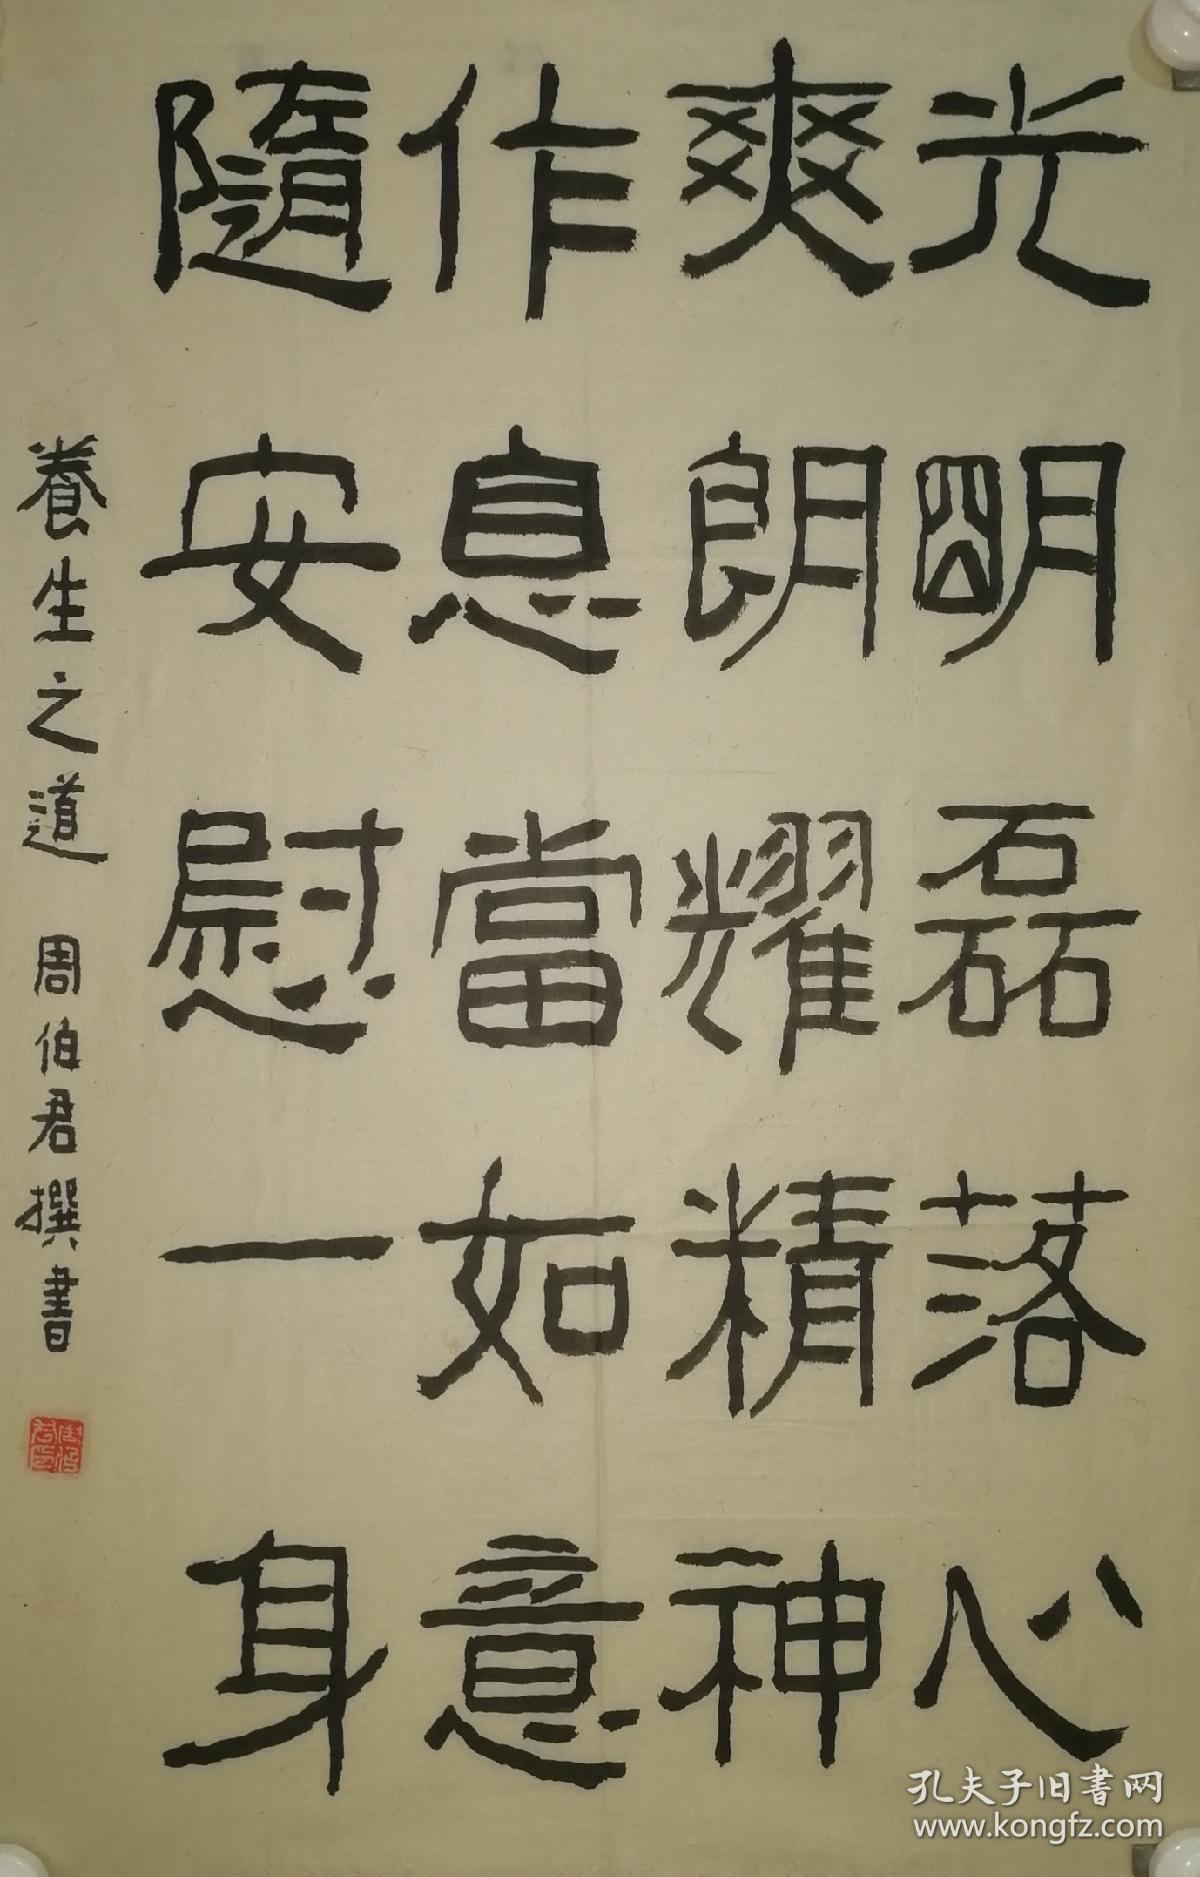 光明磊落心
爽朗耀精神
作息當如意
隨安慰一身
養生之道 周伯君撰書
孔夫子旧书网
www.kongfz.com